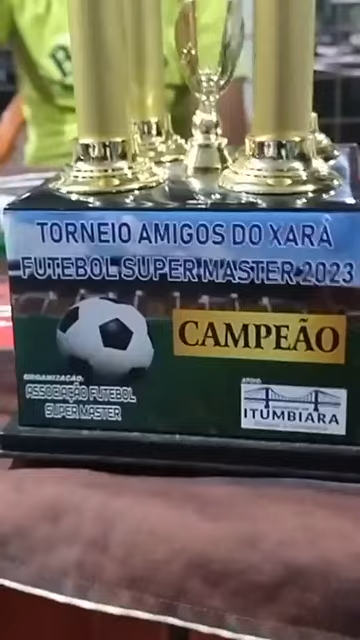 TORNEIO AMIGOS DO XARÁ
FUTEBOL SUPER MASTER 2023
CAMPEÃO
ORGANIZAÇÃO:
ASSOCIAÇÃO FUTEBOL
SUPER MASTER
APOIO:
ITUMBIARA